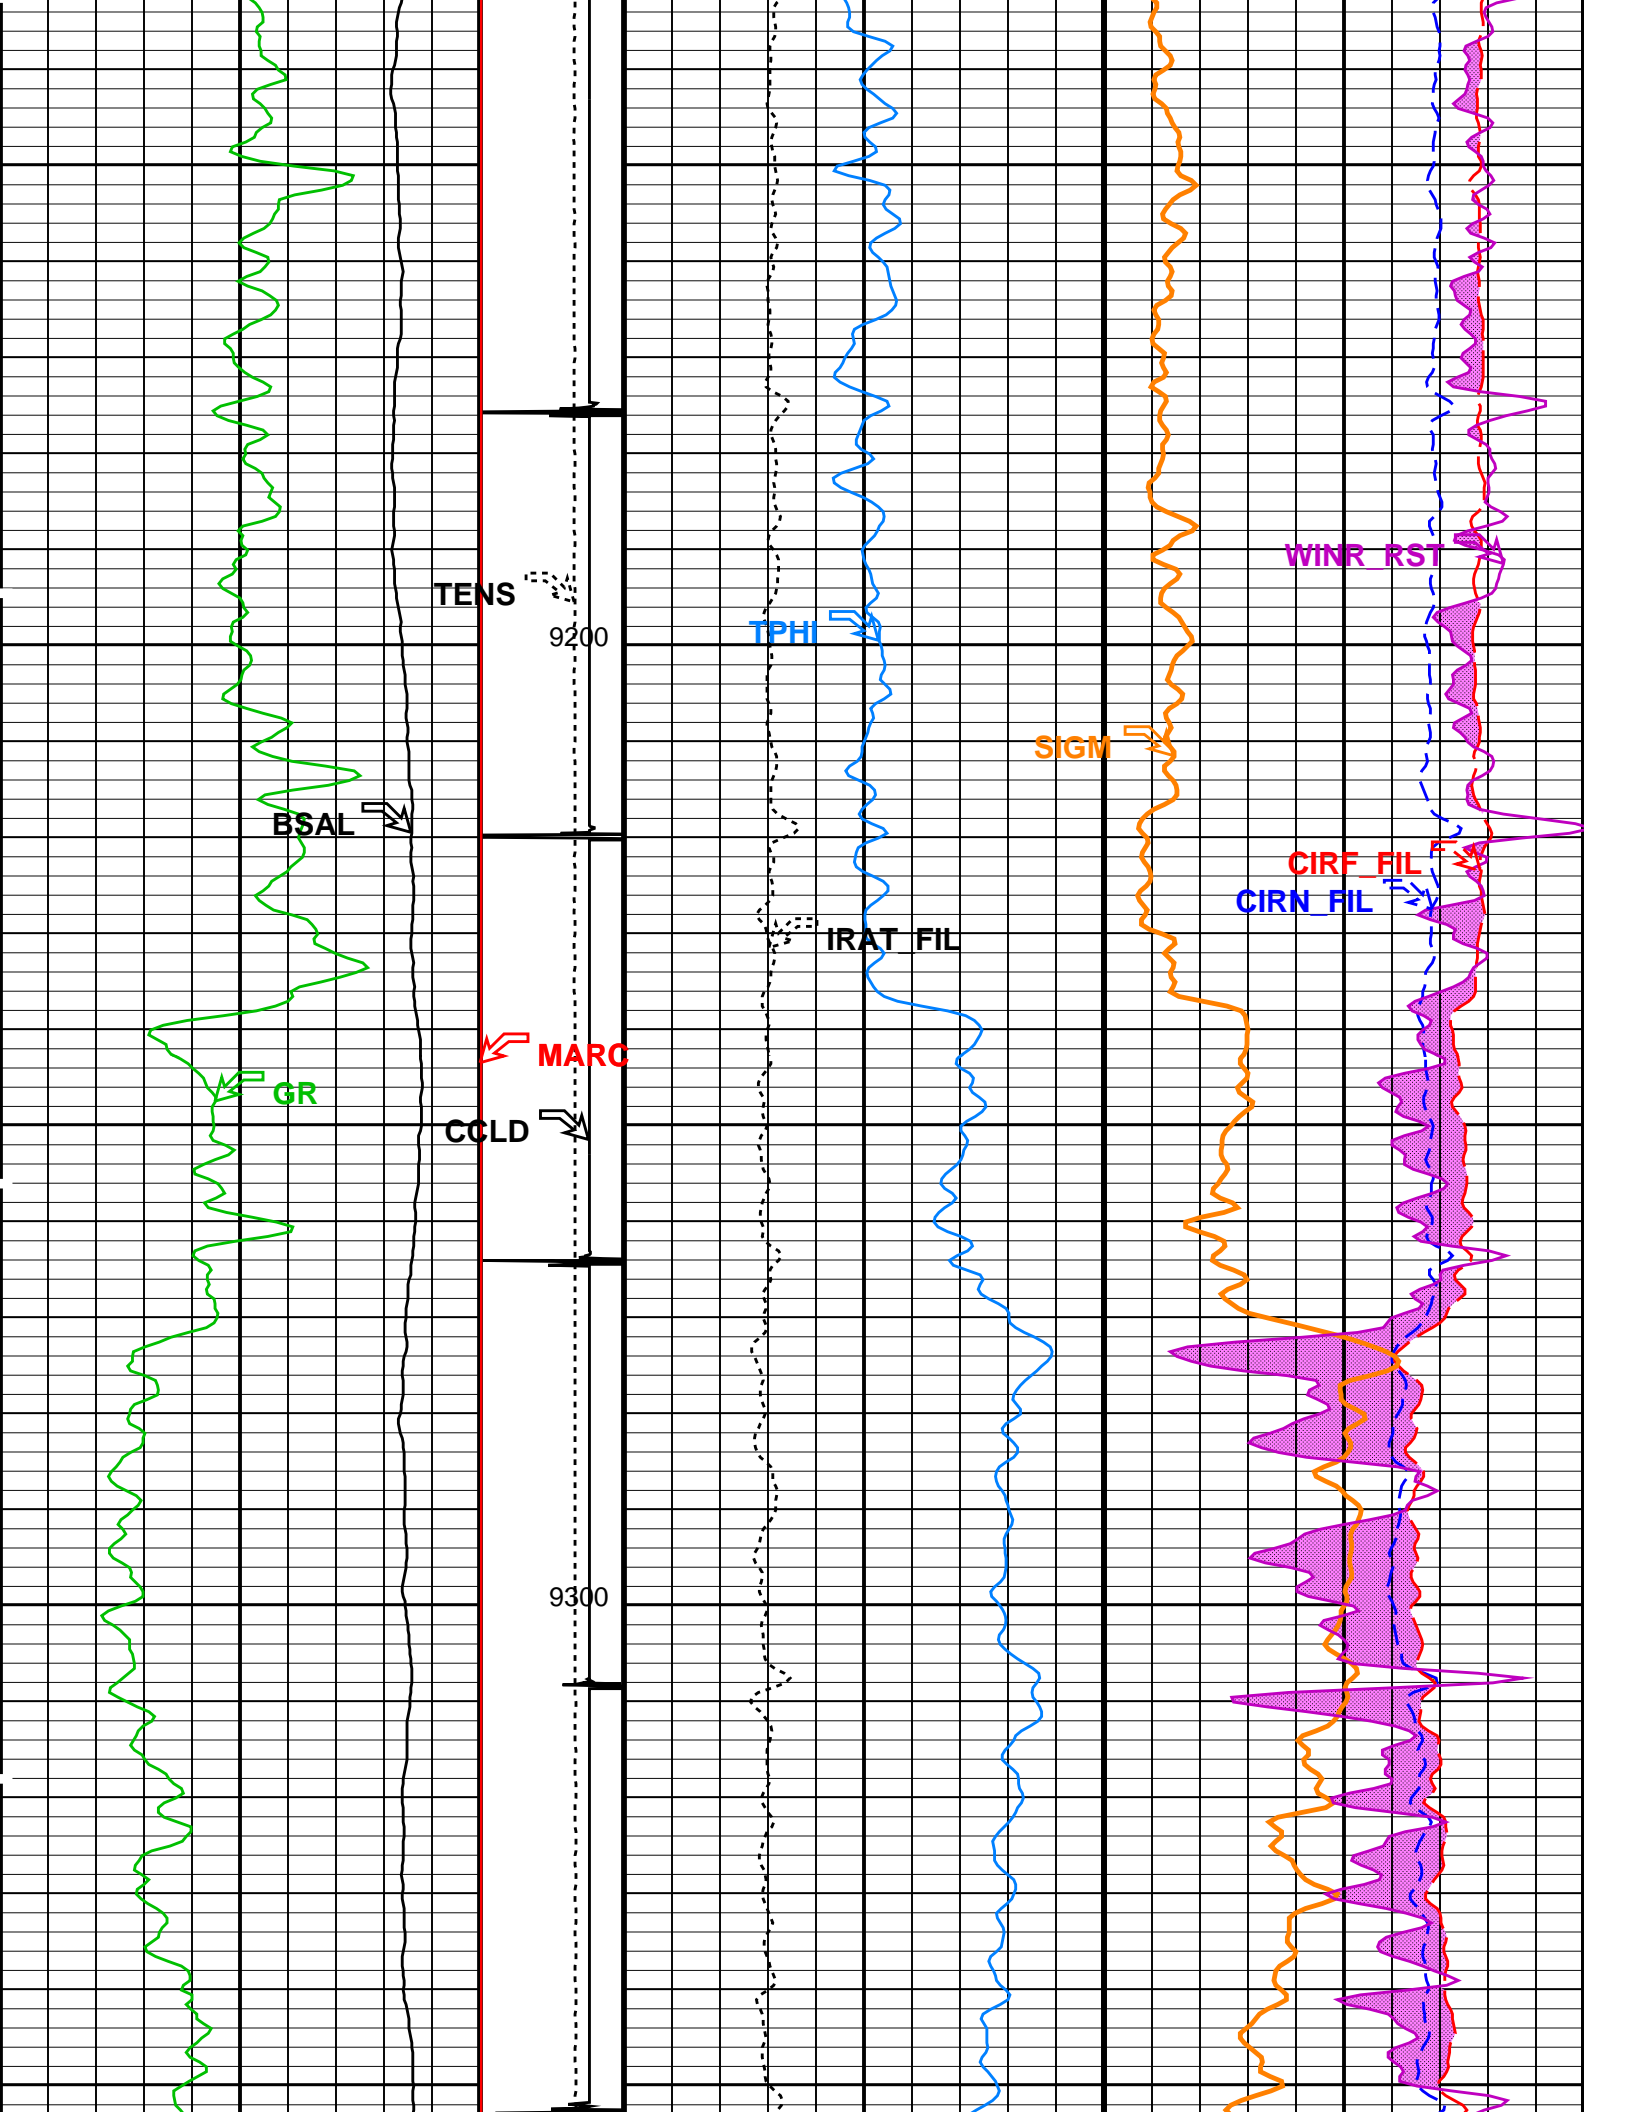 WINR_RST
TENS
TPHI
9200
SIGM
BSAL
CIRF_FIL
CIRN_FIL
IRAT_FIL
MARC
GR
CCLD
9300